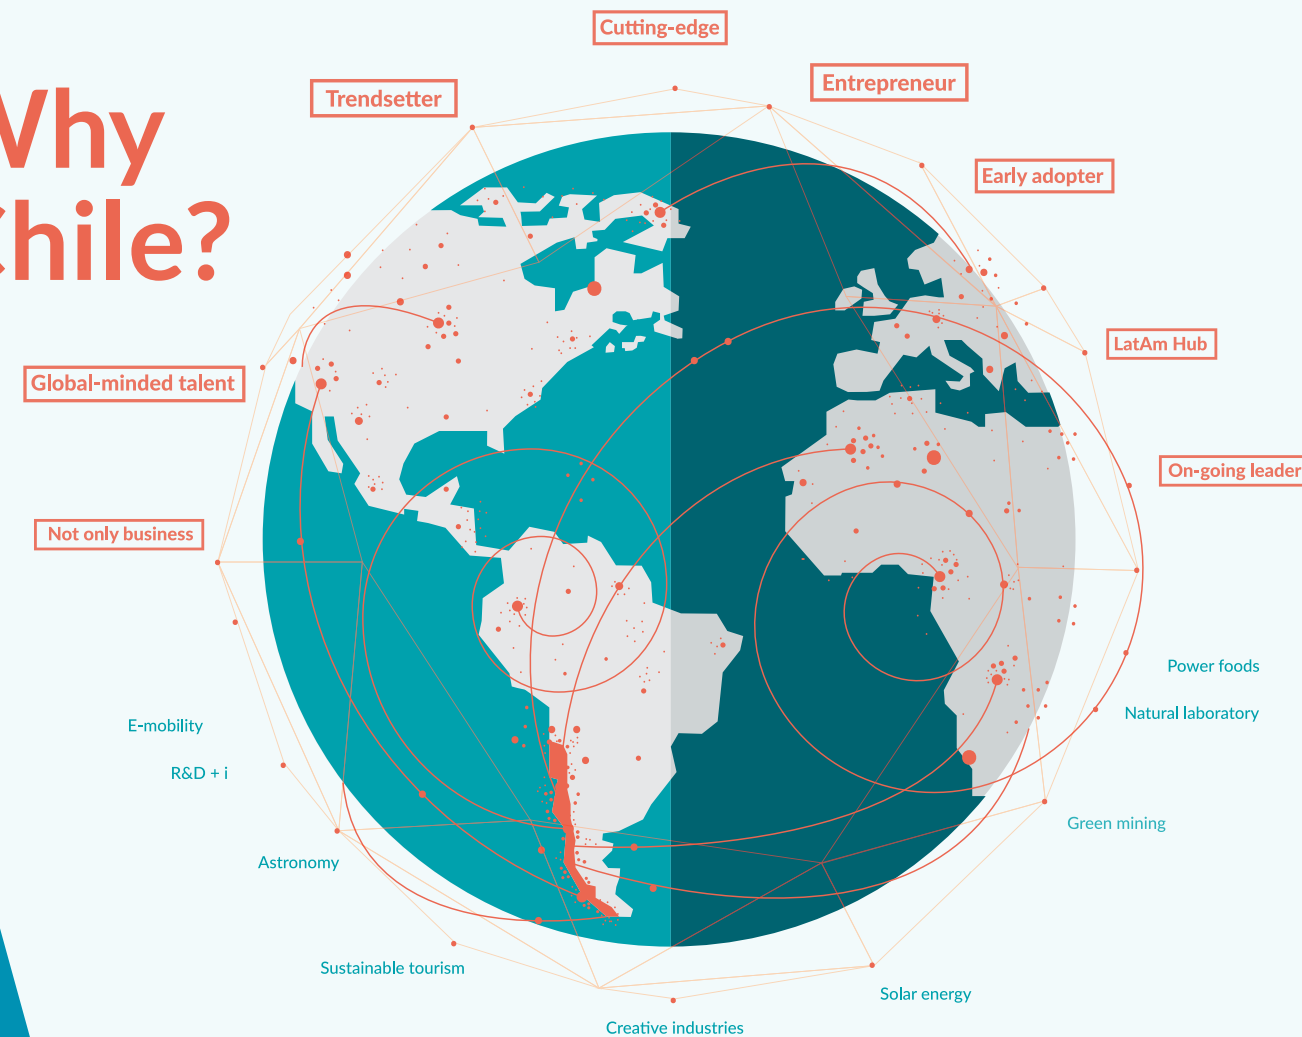 Cutting-edge
Trendsetter
Entrepreneur
Why
Chile?
Early adopter
LatAm Hub
Global-minded talent
On-going leader
Not only business
Power foods
Natural laboratory
E-mobility
R&D + i
Green mining
Astronomy
Sustainable tourism
Solar energy
Creative industries